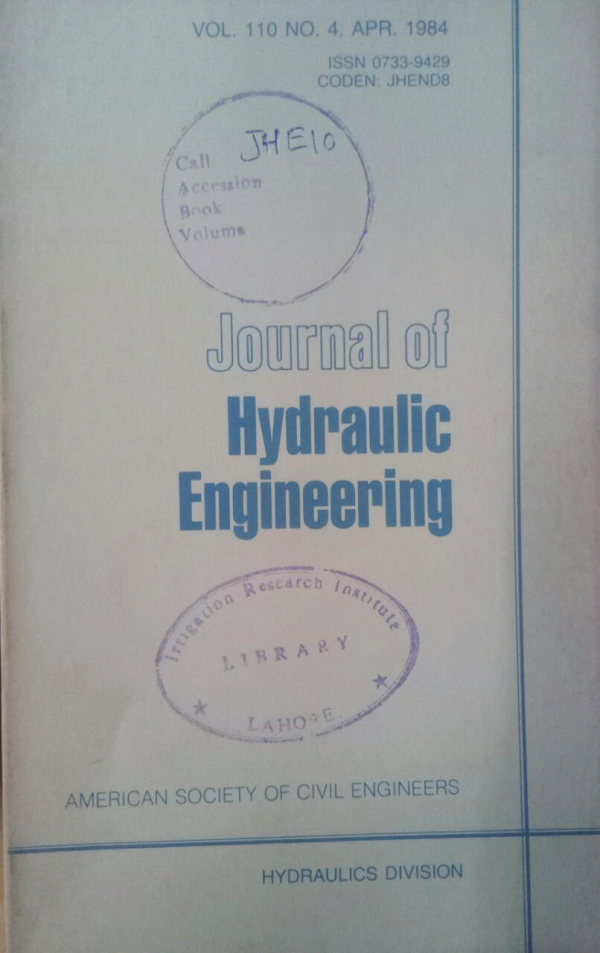 VOL. 110 NO. 4. APR. 1984
ISSN 0733-9429
CODEN: JHEND8
Call JHE10
Accession
Book
Volume
Journal of
Hydraulic
Engineering
Irrigation Research Institute
LIBRARY
LAHORE
AMERICAN SOCIETY OF CIVIL ENGINEERS
HYDRAULICS DIVISION